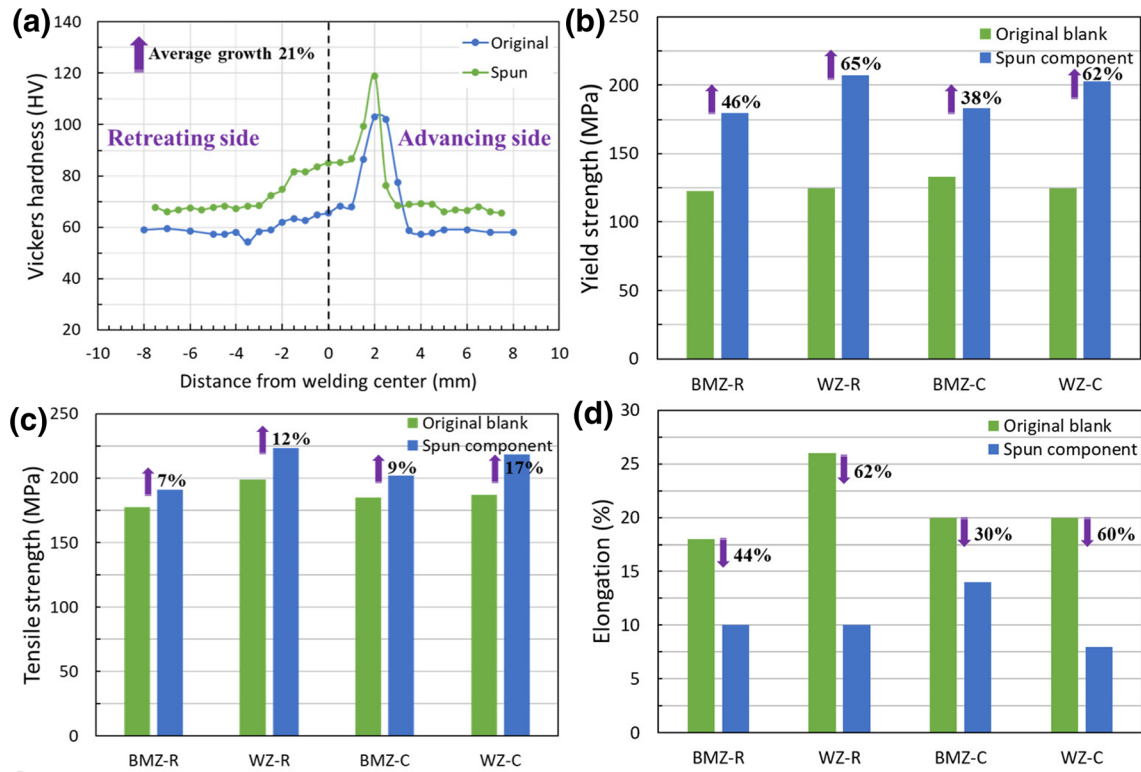 (a)
140
120
100
80
60
40
20
Vickers hardness (HV)
Average growth 21%
Original
Spun
Retreating side
Advancing side
-10 -8 -6 -4 -2 0 2 4 6 8 10
Distance from welding center (mm)
(b)
250
200
150
100
50
0
Yield strength (MPa)
Original blank
Spun component
46%
65%
38%
62%
BMZ-R WZ-R BMZ-C WZ-C
(c)
250
200
150
100
50
0
Tensile strength (MPa)
Original blank
Spun component
7%
12%
9%
17%
BMZ-R WZ-R BMZ-C WZ-C
(d)
30
25
20
15
10
5
0
Elongation (%)
Original blank
Spun component
44%
62%
30%
60%
BMZ-R WZ-R BMZ-C WZ-C